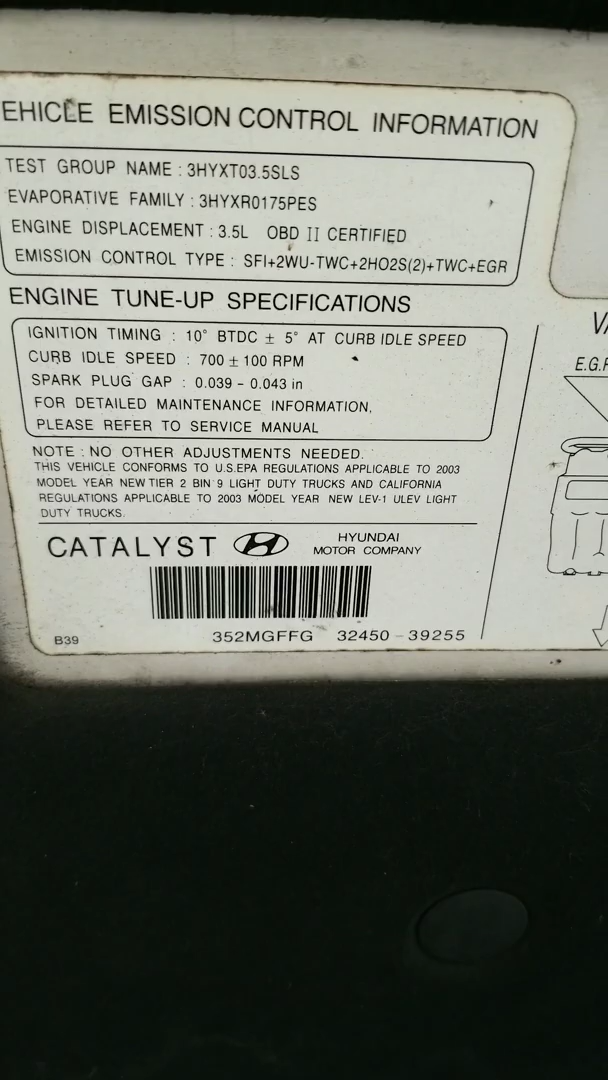 EHICLE EMISSION CONTROL INFORMATION
TEST GROUP NAME : 3HYXT03.5SLS
EVAPORATIVE FAMILY : 3HYXR0175PES
ENGINE DISPLACEMENT : 3.5L OBD II CERTIFIED
EMISSION CONTROL TYPE : SFI+2WU-TWC+2HO2S(2)+TWC+EGR
ENGINE TUNE-UP SPECIFICATIONS
IGNITION TIMING : 10° BTDC ± 5° AT CURB IDLE SPEED
CURB IDLE SPEED : 700 ± 100 RPM
SPARK PLUG GAP : 0.039 - 0.043 in
FOR DETAILED MAINTENANCE INFORMATION,
PLEASE REFER TO SERVICE MANUAL
NOTE : NO OTHER ADJUSTMENTS NEEDED.
THIS VEHICLE CONFORMS TO U.S.EPA REGULATIONS APPLICABLE TO 2003
MODEL YEAR NEW TIER 2 BIN 9 LIGHT DUTY TRUCKS AND CALIFORNIA
REGULATIONS APPLICABLE TO 2003 MODEL YEAR NEW LEV-1 ULEV LIGHT
DUTY TRUCKS.
CATALYST HYUNDAI
MOTOR COMPANY
B39 352MGFFG 32450 - 39255
VA
E.G.R